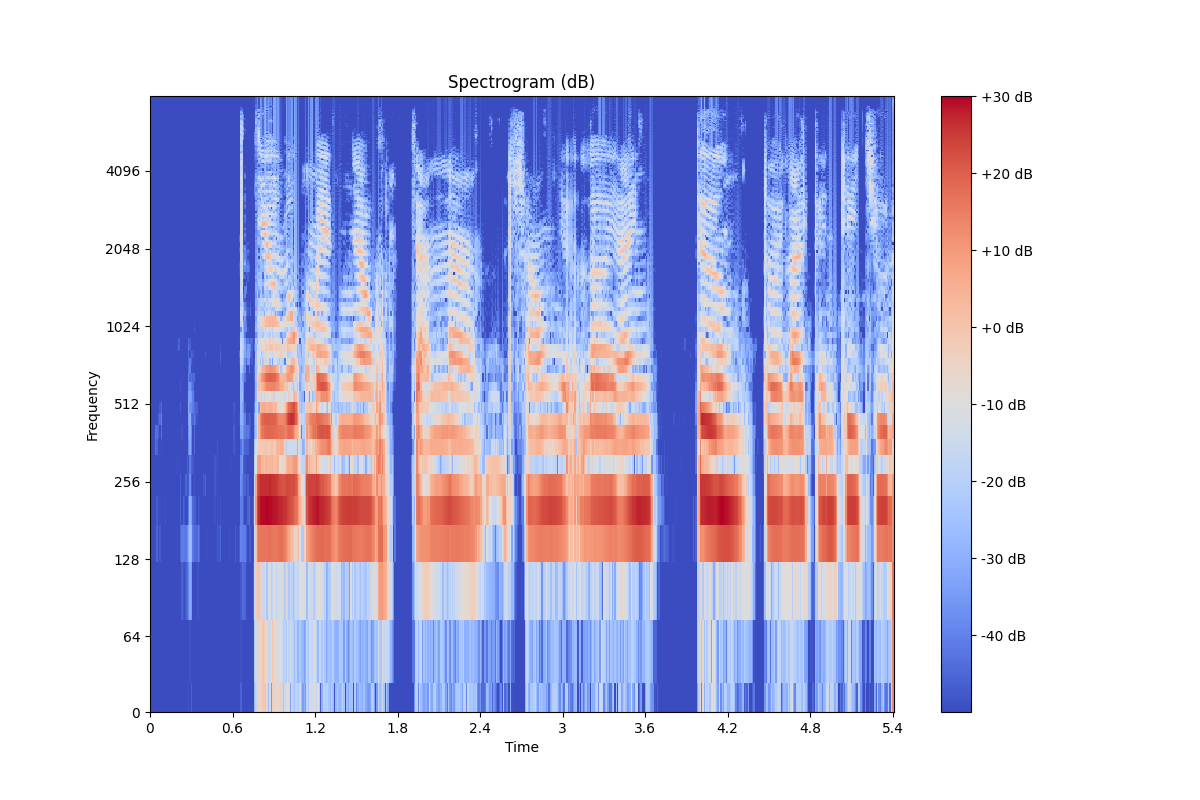 Spectrogram (dB)
+30 dB
+20 dB
+10 dB
+0 dB
-10 dB
-20 dB
-30 dB
-40 dB
Frequency
4096
2048
1024
512
256
128
64
0
0 0.6 1.2 1.8 2.4 3 3.6 4.2 4.8 5.4
Time